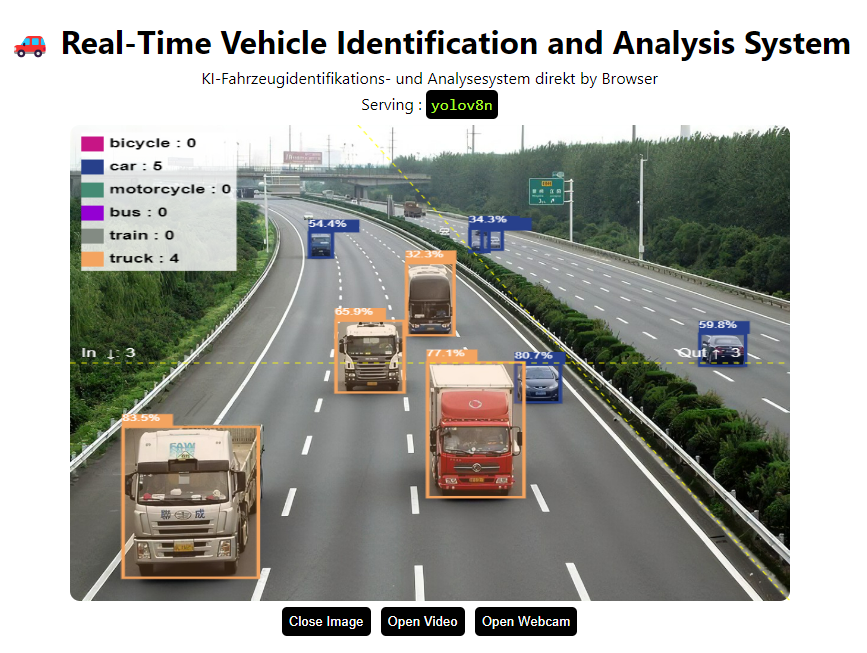 Real-Time Vehicle Identification and Analysis System
KI-Fahrzeugidentifikations- und Analysesystem direkt by Browser
Serving : yolov8n
bicycle : 0
car : 5
motorcycle : 0
bus : 0
train : 0
truck : 4
54.4%
34.3%
32.3%
65.9%
59.8%
In ↓: 3
Out ↑: 3
77.1%
80.7%
83.5%
FAW
Close Image
Open Video
Open Webcam